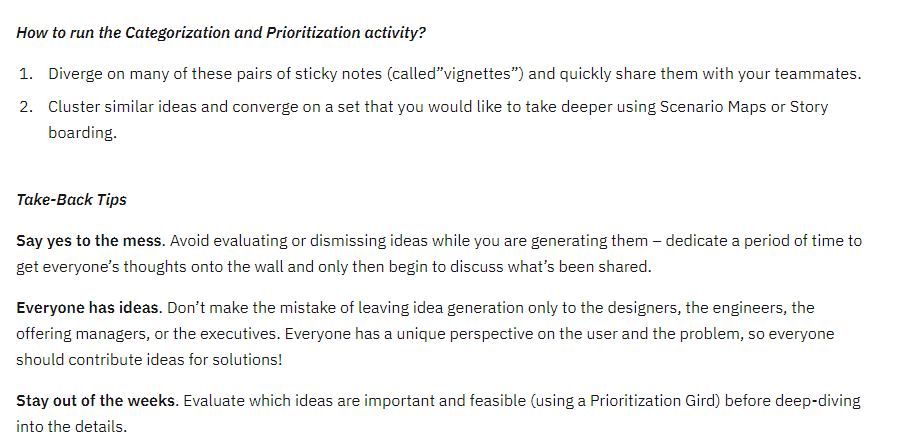 How to run the Categorization and Prioritization activity?
1. Diverge on many of these pairs of sticky notes (called”vignettes”) and quickly share them with your teammates.
2. Cluster similar ideas and converge on a set that you would like to take deeper using Scenario Maps or Story
boarding.
Take-Back Tips
Say yes to the mess. Avoid evaluating or dismissing ideas while you are generating them – dedicate a period of time to
get everyone’s thoughts onto the wall and only then begin to discuss what’s been shared.
Everyone has ideas. Don’t make the mistake of leaving idea generation only to the designers, the engineers, the
offering managers, or the executives. Everyone has a unique perspective on the user and the problem, so everyone
should contribute ideas for solutions!
Stay out of the weeks. Evaluate which ideas are important and feasible (using a Prioritization Gird) before deep-diving
into the details.